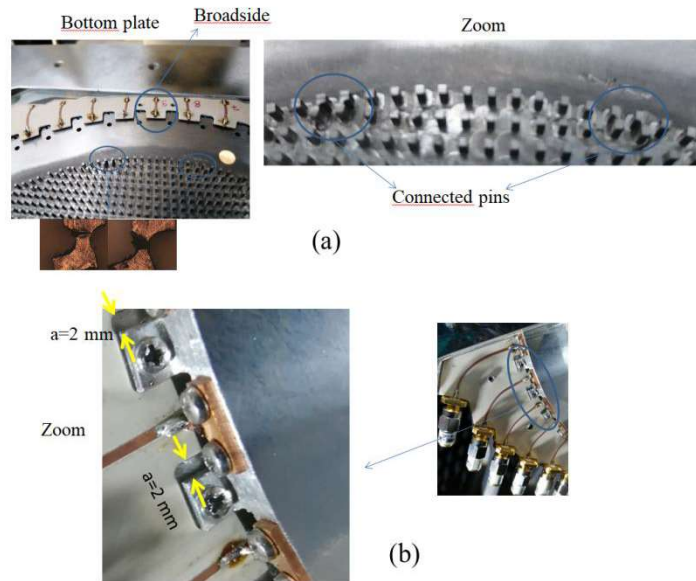 Broadside
Bottom plate
Zoom
Connected pins
(a)
a=2 mm
Zoom
a=2 mm
(b)